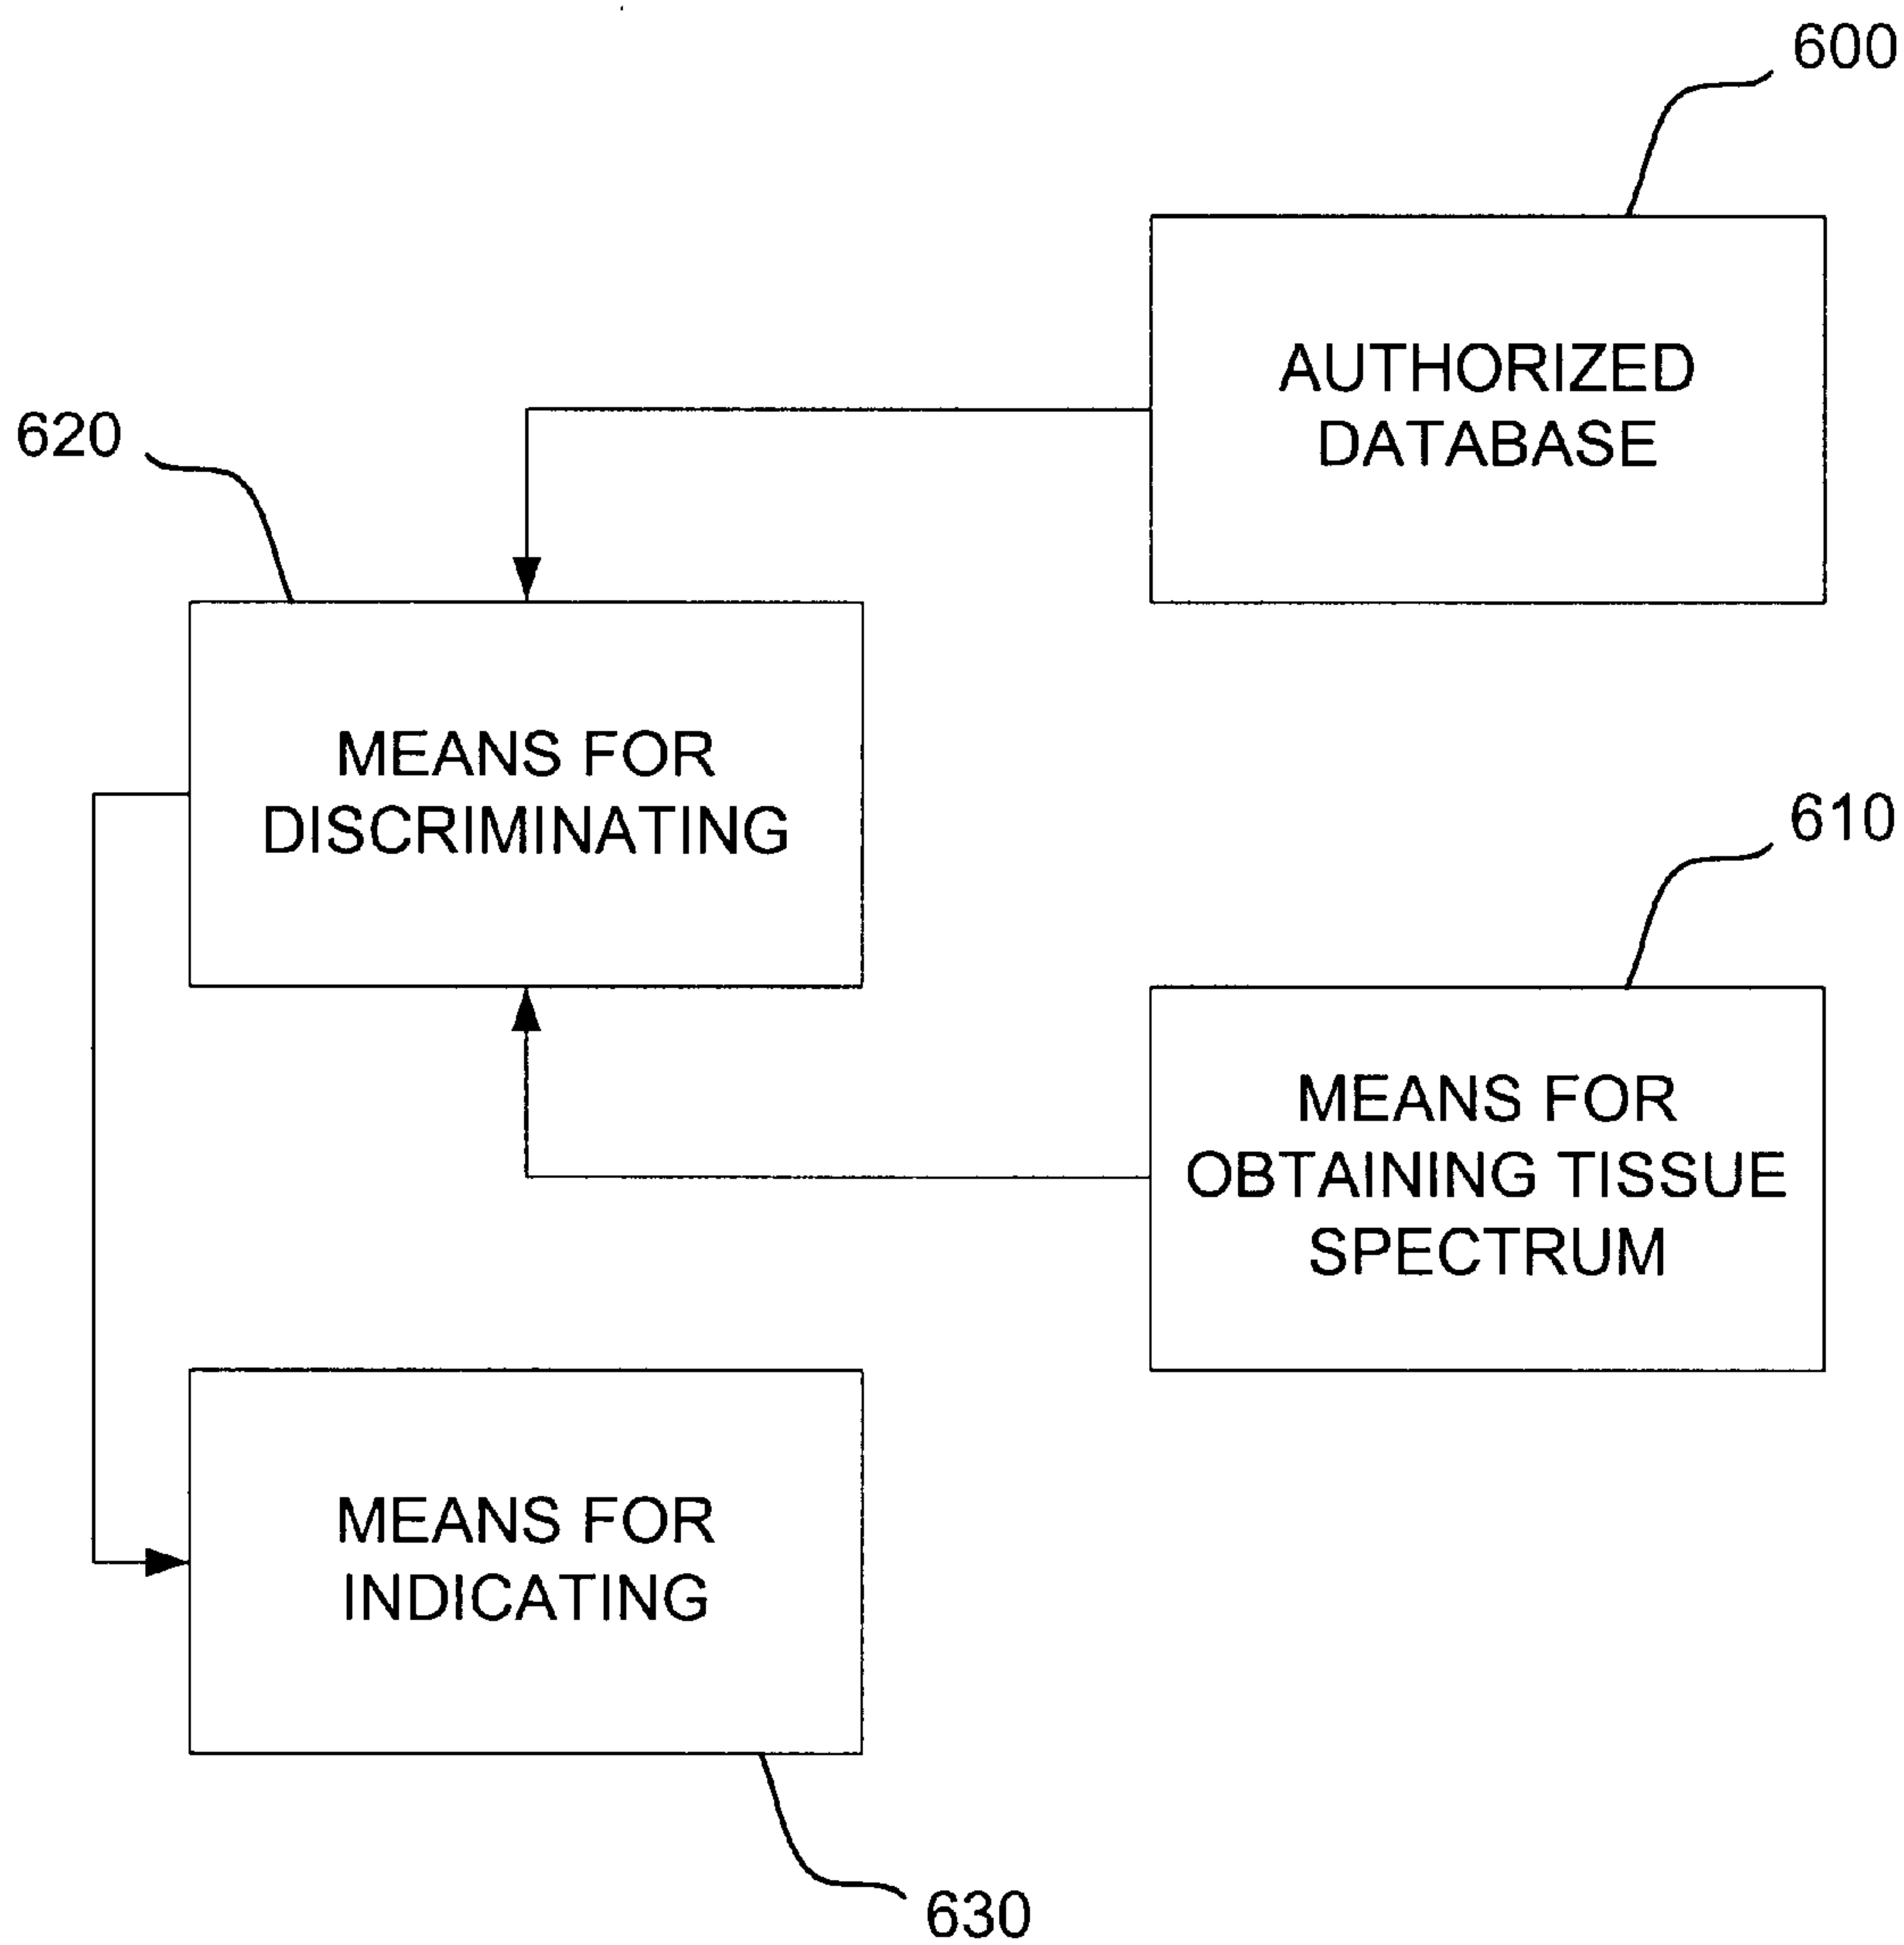 600
AUTHORIZED
DATABASE
620
MEANS FOR
DISCRIMINATING
610
MEANS FOR
OBTAINING TISSUE
SPECTRUM
MEANS FOR
INDICATING
630